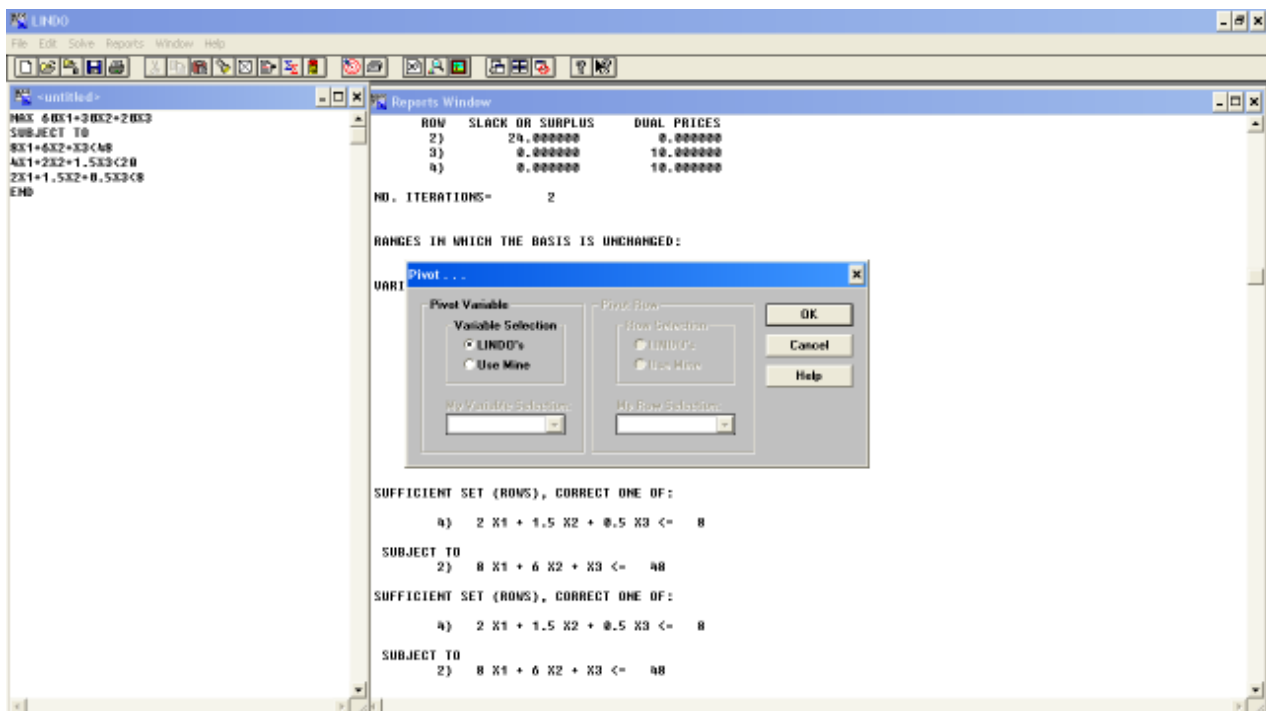 LINDO
File Edit Solve Reports Window Help
<untitled>
MAX 60X1+30X2+20X3
SUBJECT TO
8X1+6X2+X3<48
4X1+2X2+1.5X3<20
2X1+1.5X2+0.5X3<8
END
Reports Window
ROW SLACK OR SURPLUS DUAL PRICES
2) 24.000000 0.000000
3) 0.000000 10.000000
4) 0.000000 10.000000
NO. ITERATIONS= 2
RANGES IN WHICH THE BASIS IS UNCHANGED:
VARI
Pivot . . .
Pivot Variable
Variable Selection
LINDO's
Use Mine
My Variable Selection:
Pivot Row
Row Selection
LINDO's
Use Mine
My Row Selection:
OK
Cancel
Help
SUFFICIENT SET (ROWS), CORRECT ONE OF:
4) 2 X1 + 1.5 X2 + 0.5 X3 <= 8
SUBJECT TO
2) 8 X1 + 6 X2 + X3 <= 48
SUFFICIENT SET (ROWS), CORRECT ONE OF:
4) 2 X1 + 1.5 X2 + 0.5 X3 <= 8
SUBJECT TO
2) 8 X1 + 6 X2 + X3 <= 48